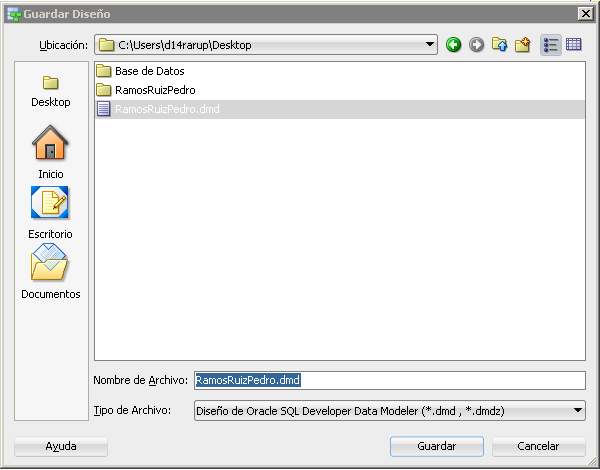 Guardar Diseño
Ubicación: C:\Users\d14rarup\Desktop
Desktop
Inicio
Escritorio
Documentos
Base de Datos
RamosRuizPedro
RamosRuizPedro.dmd
Nombre de Archivo: RamosRuizPedro.dmd
Tipo de Archivo: Diseño de Oracle SQL Developer Data Modeler (*.dmd , *.dmdz)
Ayuda Guardar Cancelar